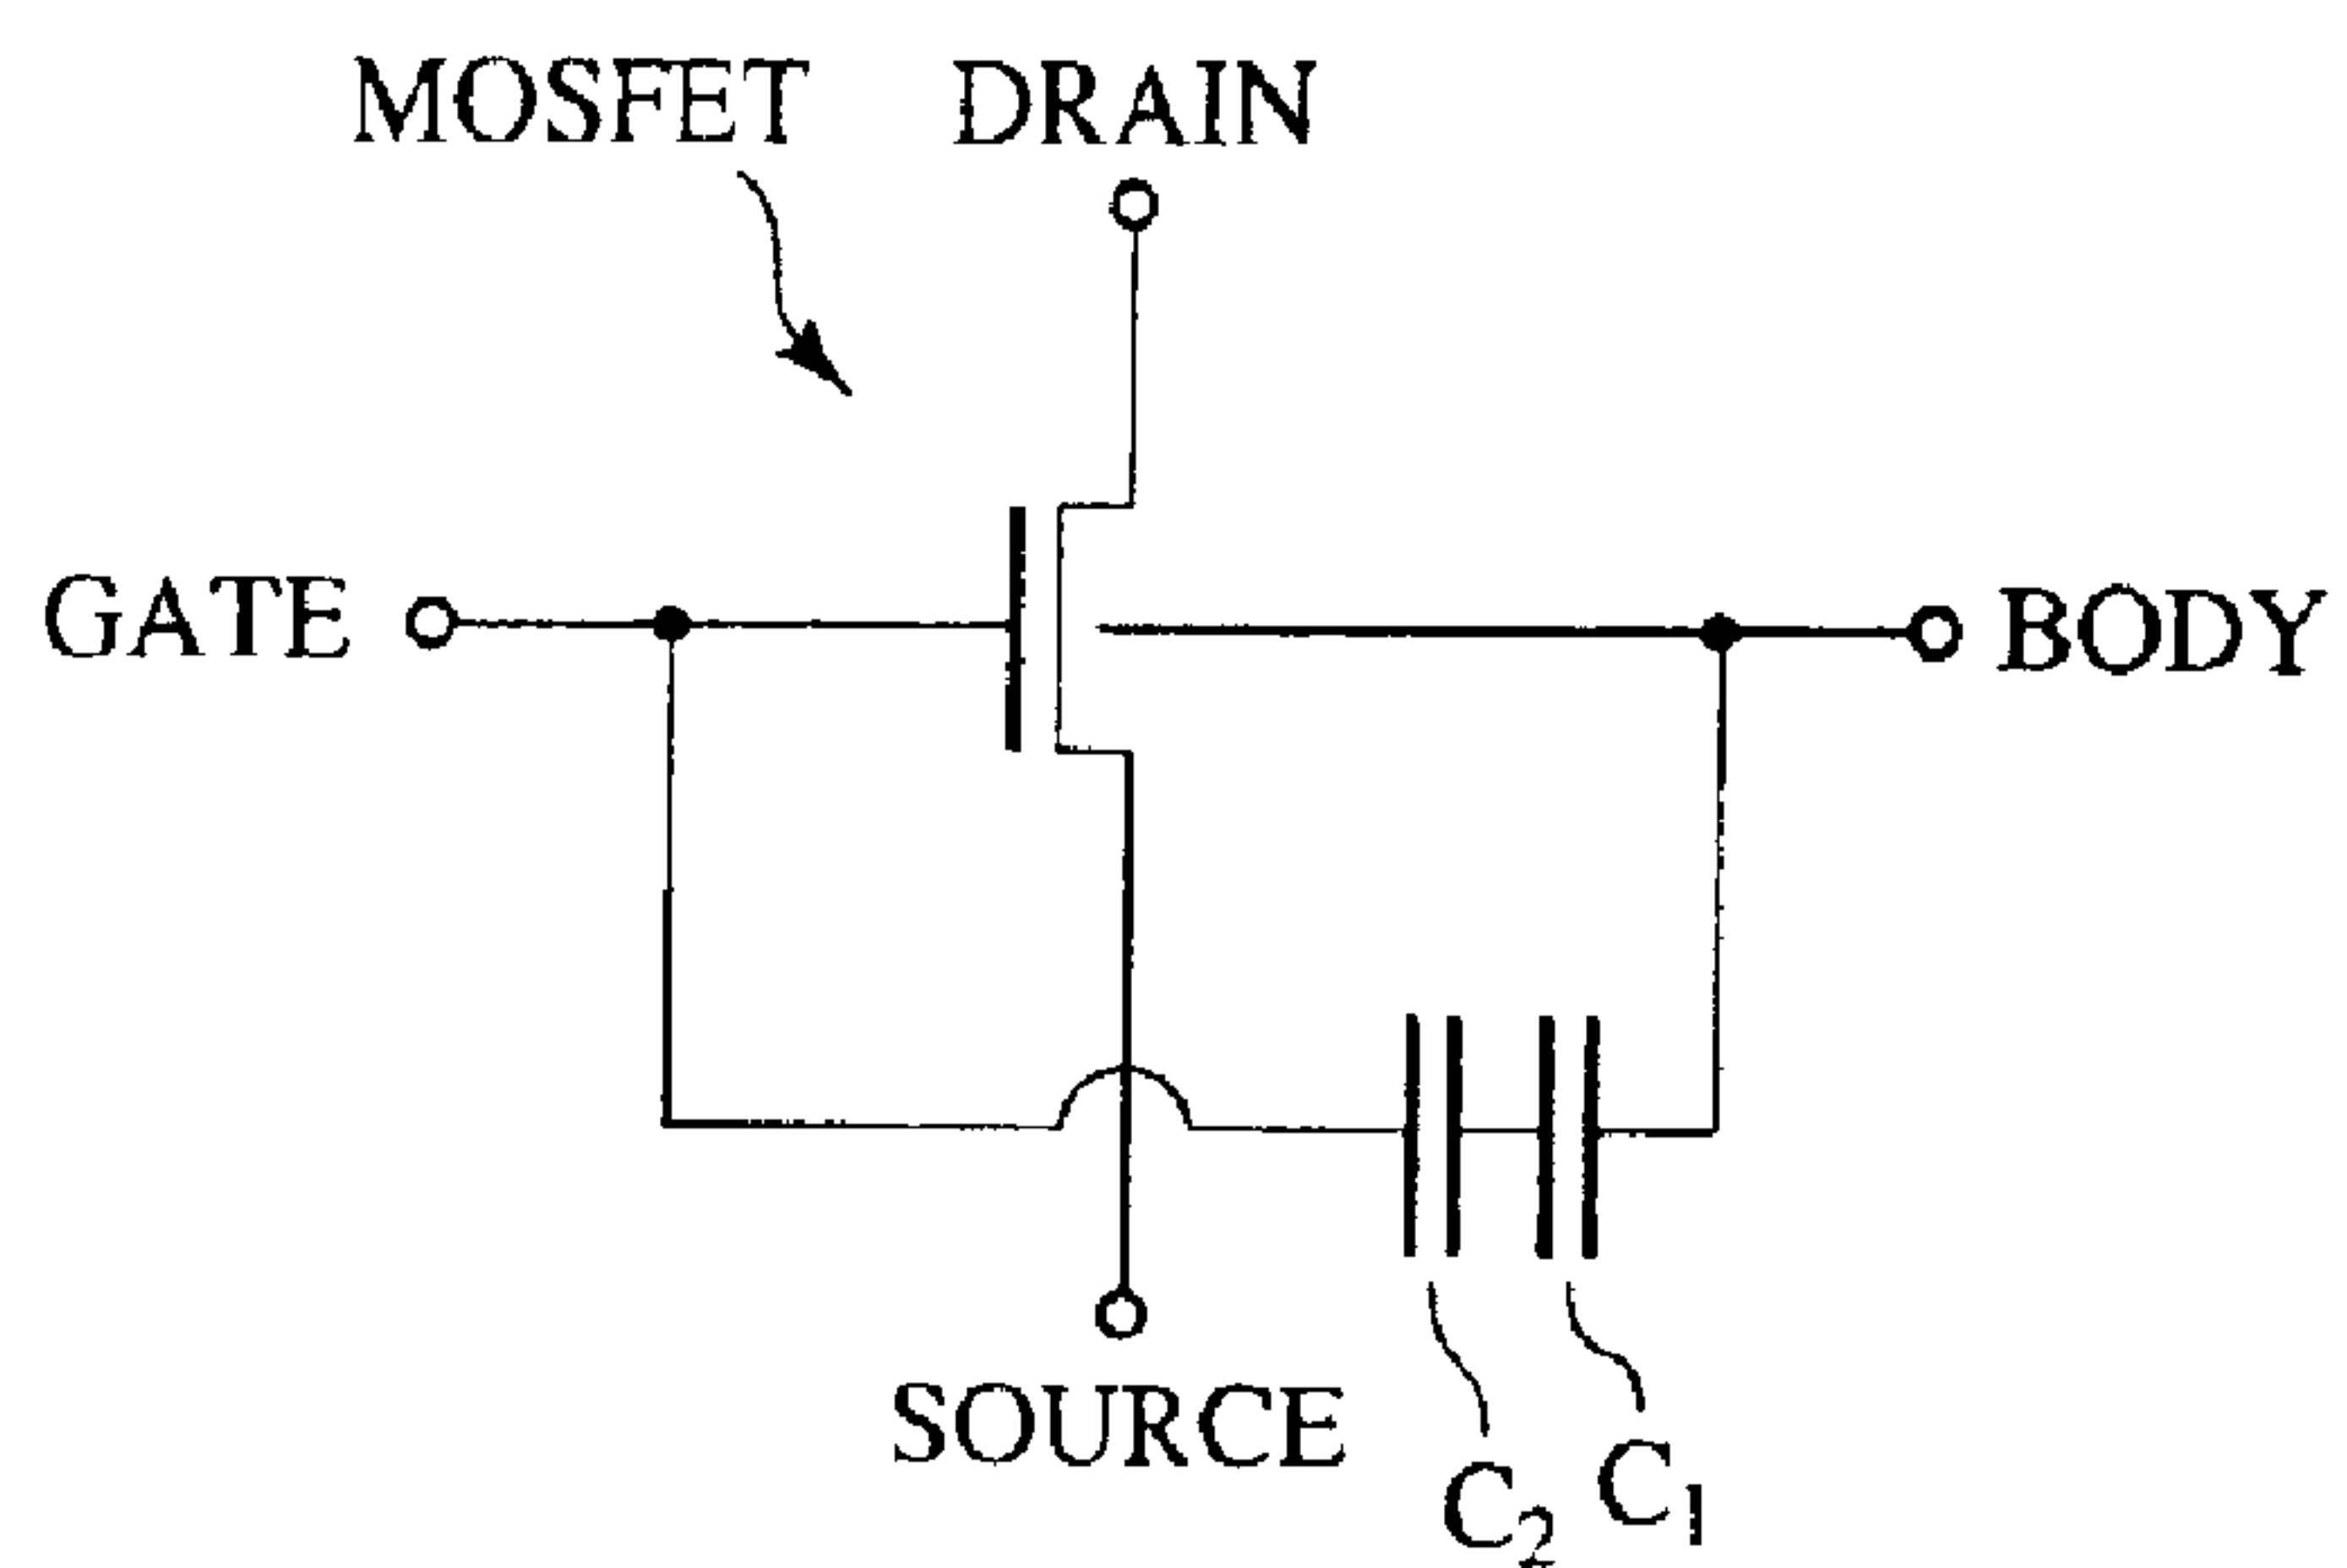 MOSFET DRAIN
GATE
BODY
SOURCE
C₂
C₁